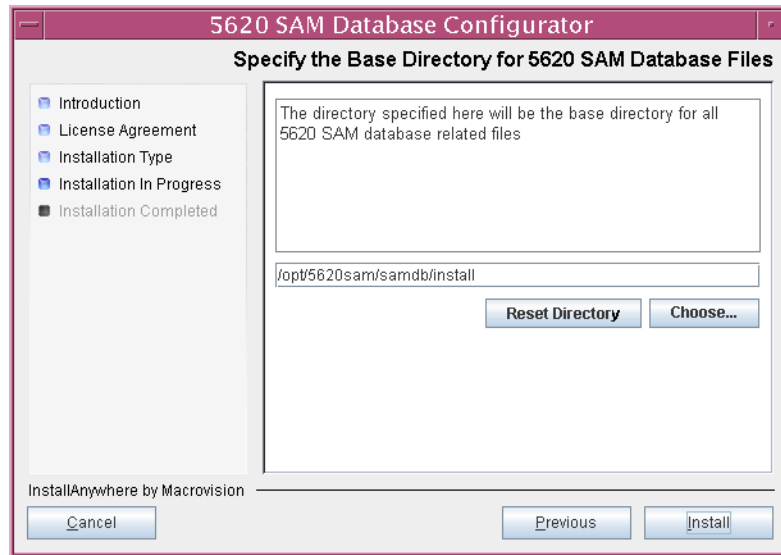 5620 SAM Database Configurator
Specify the Base Directory for 5620 SAM Database Files
Introduction
License Agreement
Installation Type
Installation In Progress
Installation Completed
The directory specified here will be the base directory for all
5620 SAM database related files
/opt/5620sam/samdb/install
Reset Directory
Choose...
InstallAnywhere by Macrovision
Cancel
Previous
Install